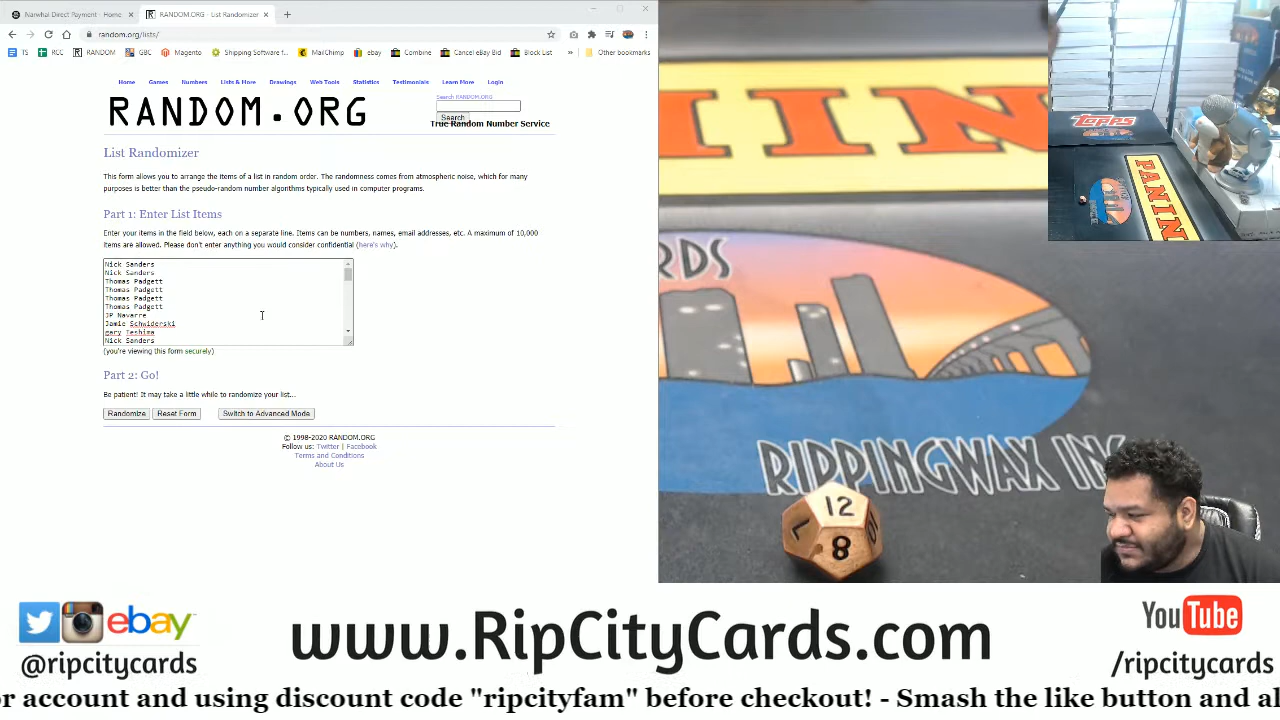 Narwhal Direct Payment - Home
RANDOM.ORG - List Randomizer
random.org/lists/
TS
RCC
RANDOM
GBC
Magento
Shipping Software f...
MailChimp
ebay
Combine
Cancel eBay Bid
Block List
Other bookmarks
Home Games Numbers Lists & More Drawings Web Tools Statistics Testimonials Learn More Login
RANDOM.ORG
Search RANDOM.ORG
Search
True Random Number Service
List Randomizer
This form allows you to arrange the items of a list in random order. The randomness comes from atmospheric noise, which for many
purposes is better than the pseudo-random number algorithms typically used in computer programs.
Part 1: Enter List Items
Enter your items in the field below, each on a separate line. Items can be numbers, names, email addresses, etc. A maximum of 10,000
items are allowed. Please don't enter anything you would consider confidential (here's why).
Nick Sanders
Nick Sanders
Thomas Padgett
Thomas Padgett
Thomas Padgett
Thomas Padgett
JP Navarre
Jamie Schwiderski
gary Teshima
Nick Sanders
(you're viewing this form securely)
Part 2: Go!
Be patient! It may take a little while to randomize your list...
Randomize Reset Form Switch to Advanced Mode
© 1998-2020 RANDOM.ORG
Follow us: Twitter | Facebook
Terms and Conditions
About Us
IIN
ARDS
RIPPINGWAX INC
12
8
7
10
Topps
PANIN
ebay
@ripcitycards
www.RipCityCards.com
YouTube
/ripcitycards
or account and using discount code "ripcityfam" before checkout! - Smash the like button and al